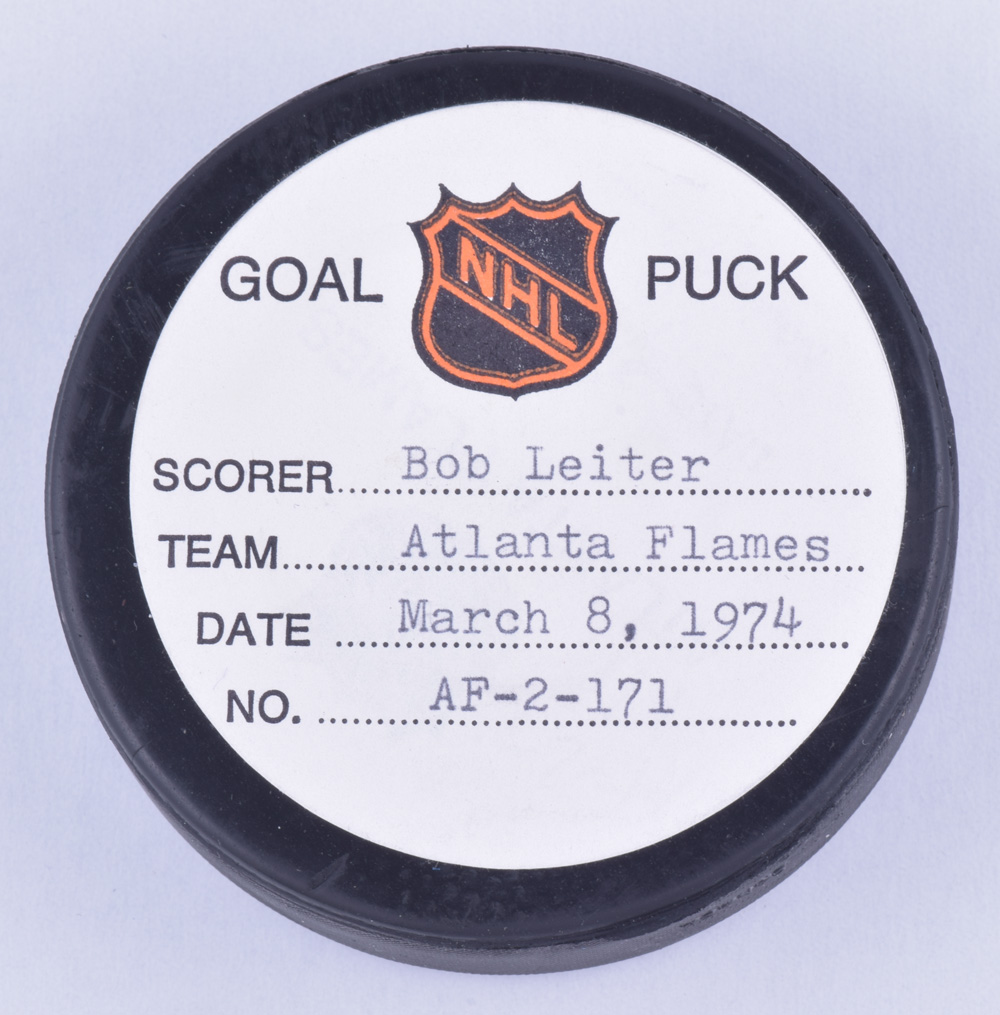 GOAL NHL PUCK
SCORER.................... Bob Leiter
TEAM.................... Atlanta Flames
DATE .................... March 8, 1974
NO. .................... AF-2-171